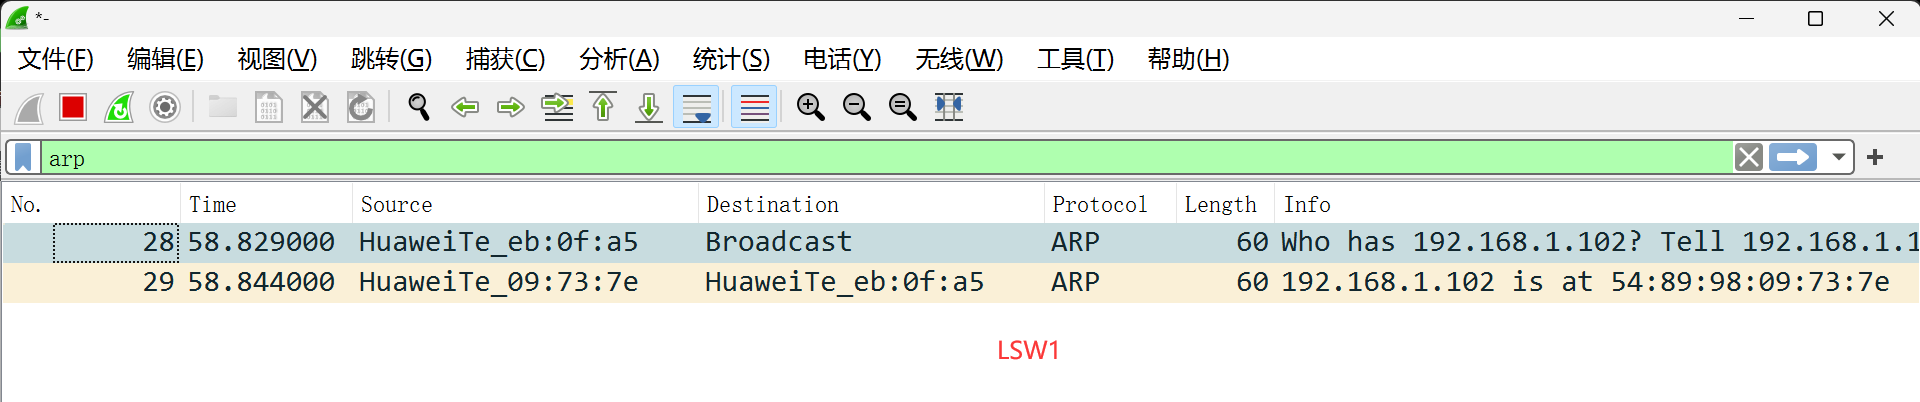 *-
文件(F) 编辑(E) 视图(V) 跳转(G) 捕获(C) 分析(A) 统计(S) 电话(Y) 无线(W) 工具(T) 帮助(H)
arp
No. Time Source Destination Protocol Length Info
28 58.829000 HuaweiTe_eb:0f:a5 Broadcast ARP 60 Who has 192.168.1.102? Tell 192.168.1.1
29 58.844000 HuaweiTe_09:73:7e HuaweiTe_eb:0f:a5 ARP 60 192.168.1.102 is at 54:89:98:09:73:7e
LSW1